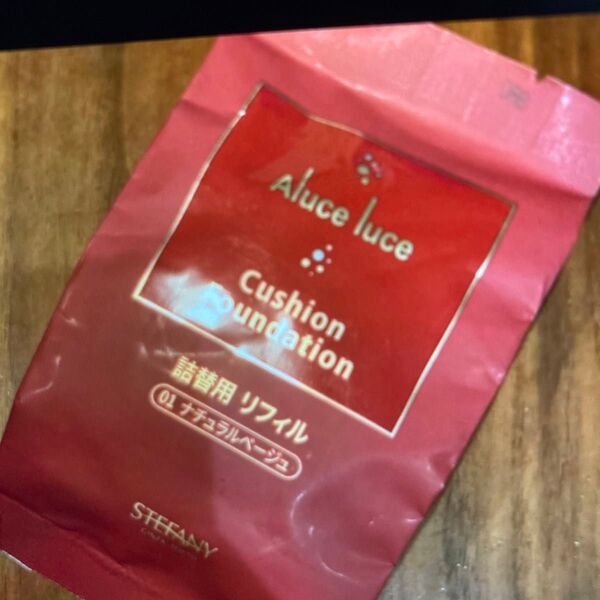 Aluce luce
Cushion
Foundation
詰替用 リフィル
01 ナチュラルベージュ
STEFANY